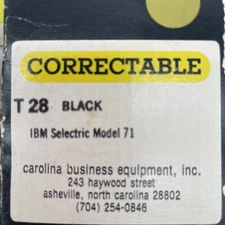 CORRECTABLE
T 28 BLACK
IBM Selectric Model 71
carolina business equipment, inc.
243 haywood street
asheville, north carolina 28802
(704) 254-0846